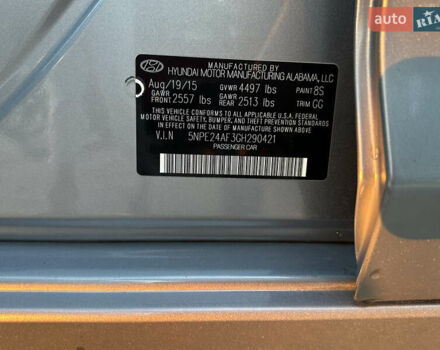 auto
RIA
MANUFACTURED BY
HYUNDAI MOTOR MANUFACTURING ALABAMA, LLC
Aug/19/15 GVWR 4497 lbs PAINT 8S
GAWR FRONT 2557 lbs GAWR REAR 2513 lbs TRIM GG
THIS VEHICLE CONFORMS TO ALL APPLICABLE FEDERAL
MOTOR VEHICLE SAFETY, BUMPER, AND THEFT
PREVENTION STANDARDS IN EFFECT ON THE DATE OF
MANUFACTURE SHOWN ABOVE.
V.I.N 5NPE24AF3GH290421
PASSENGER CAR